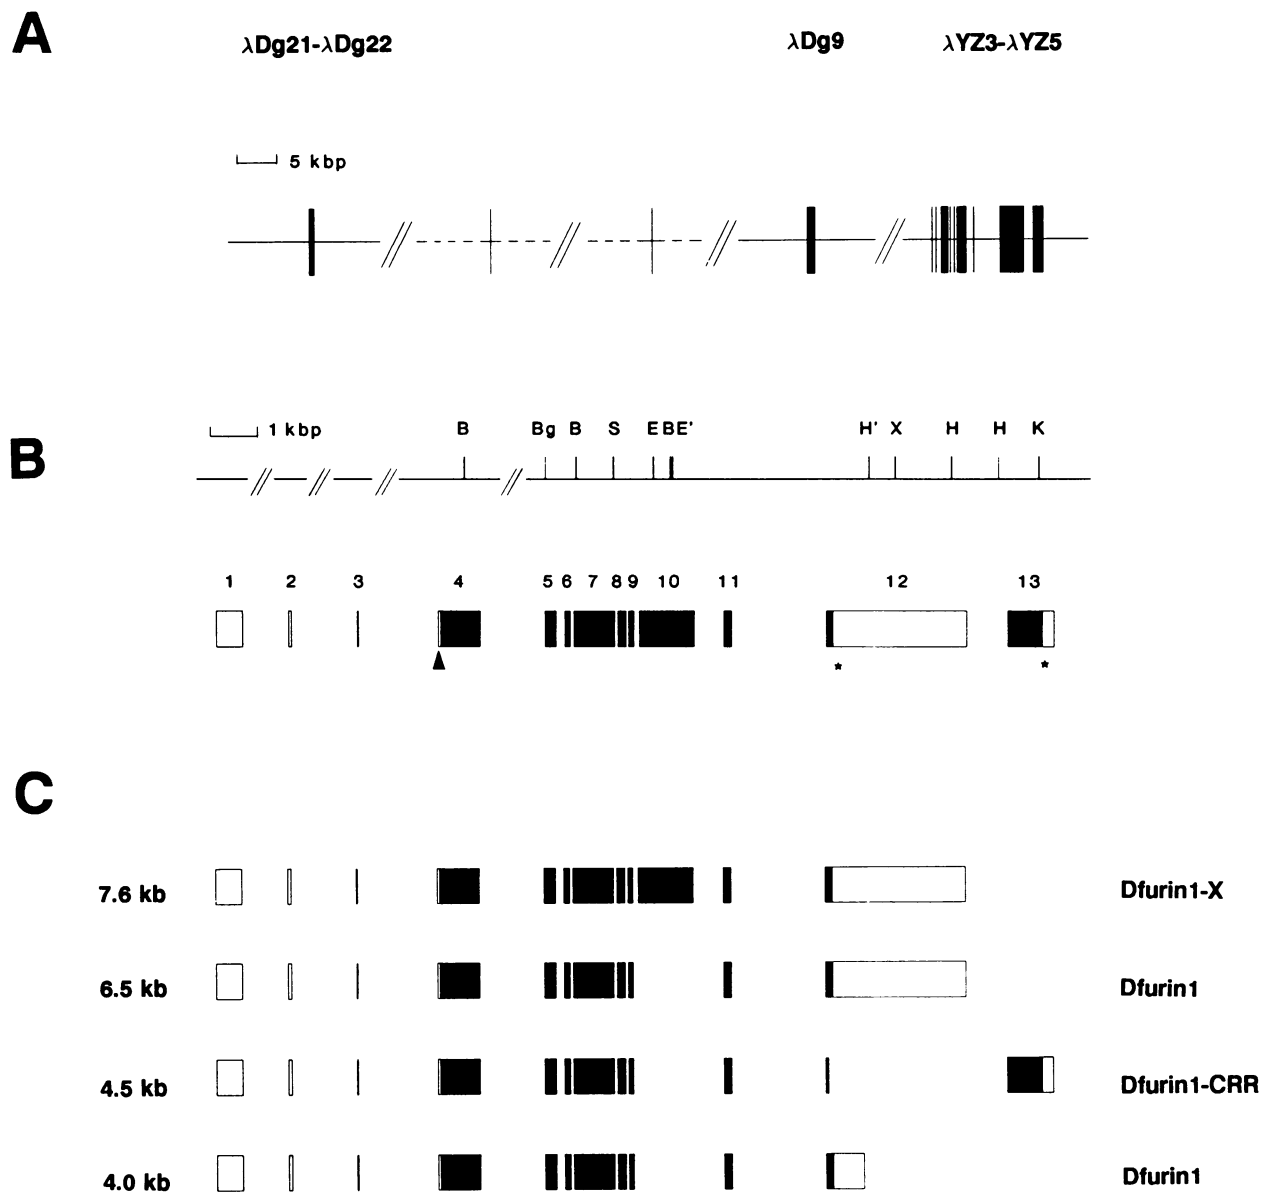 A
λDg21-λDg22 λDg9 λYZ3-λYZ5
5 kbp
B
1 kbp B Bg B S E B E' H' X H H K
1 2 3 4 5 6 7 8 9 10 11 12 13
* *
C
7.6 kb Dfurin1-X
6.5 kb Dfurin1
4.5 kb Dfurin1-CRR
4.0 kb Dfurin1